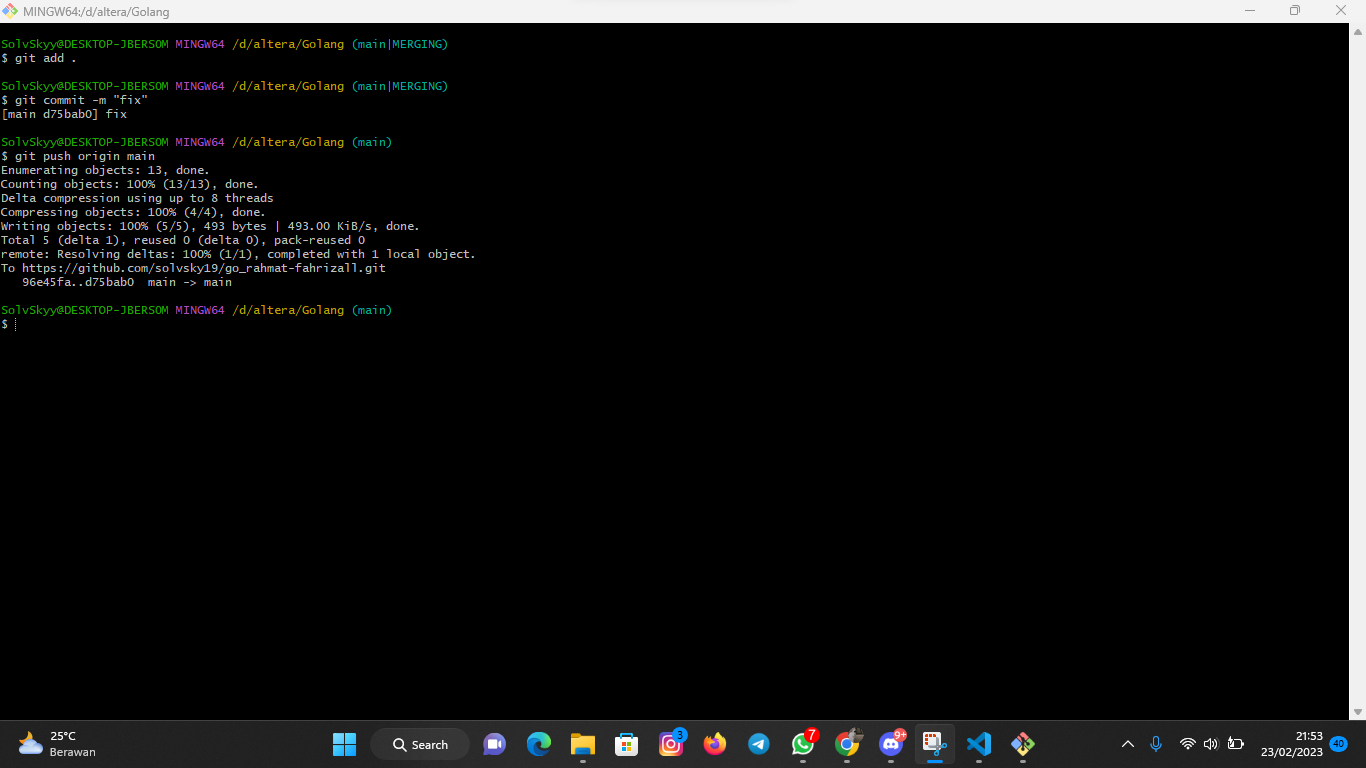 MINGW64:/d/altera/Golang
SolvSkyy@DESKTOP-JBERSOM MINGW64 /d/altera/Golang (main|MERGING)
$ git add .
SolvSkyy@DESKTOP-JBERSOM MINGW64 /d/altera/Golang (main|MERGING)
$ git commit -m "fix"
[main d75bab0] fix
SolvSkyy@DESKTOP-JBERSOM MINGW64 /d/altera/Golang (main)
$ git push origin main
Enumerating objects: 13, done.
Counting objects: 100% (13/13), done.
Delta compression using up to 8 threads
Compressing objects: 100% (4/4), done.
Writing objects: 100% (5/5), 493 bytes | 493.00 KiB/s, done.
Total 5 (delta 1), reused 0 (delta 0), pack-reused 0
remote: Resolving deltas: 100% (1/1), completed with 1 local object.
To https://github.com/solvsky19/go_rahmat-fahrizall.git
   96e45fa..d75bab0  main -> main
SolvSkyy@DESKTOP-JBERSOM MINGW64 /d/altera/Golang (main)
$
25°C
Berawan
Search
3
7
9+
21:53
23/02/2023
40